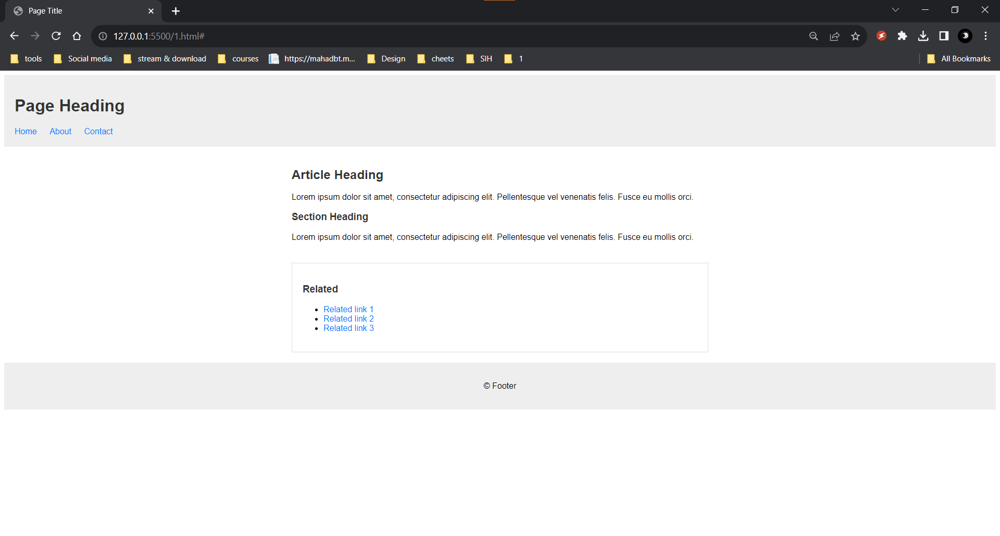 Page Title
127.0.0.1:5500/1.html#
tools Social media stream & download courses https://mahadbt.m... Design cheets SIH 1 All Bookmarks
Page Heading
Home About Contact
Article Heading
Lorem ipsum dolor sit amet, consectetur adipiscing elit. Pellentesque vel venenatis felis. Fusce eu mollis orci.
Section Heading
Lorem ipsum dolor sit amet, consectetur adipiscing elit. Pellentesque vel venenatis felis. Fusce eu mollis orci.
Related
• Related link 1
• Related link 2
• Related link 3
© Footer